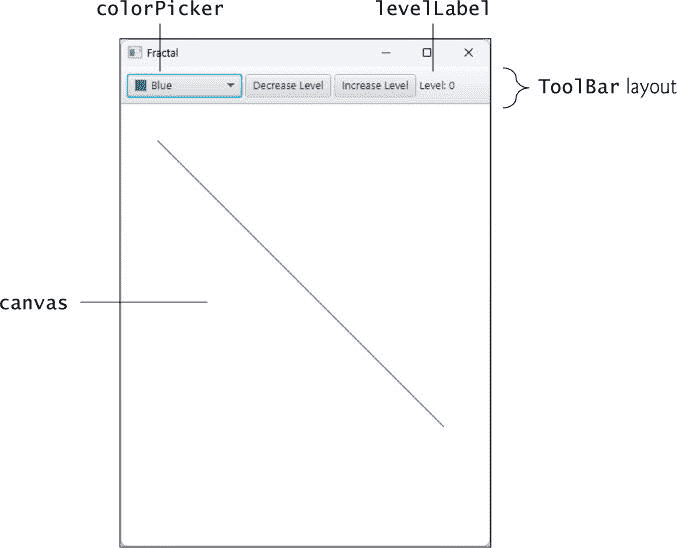 colorPicker
levelLabel
Fractal
Blue
Decrease Level
Increase Level
Level: 0
ToolBar layout
canvas